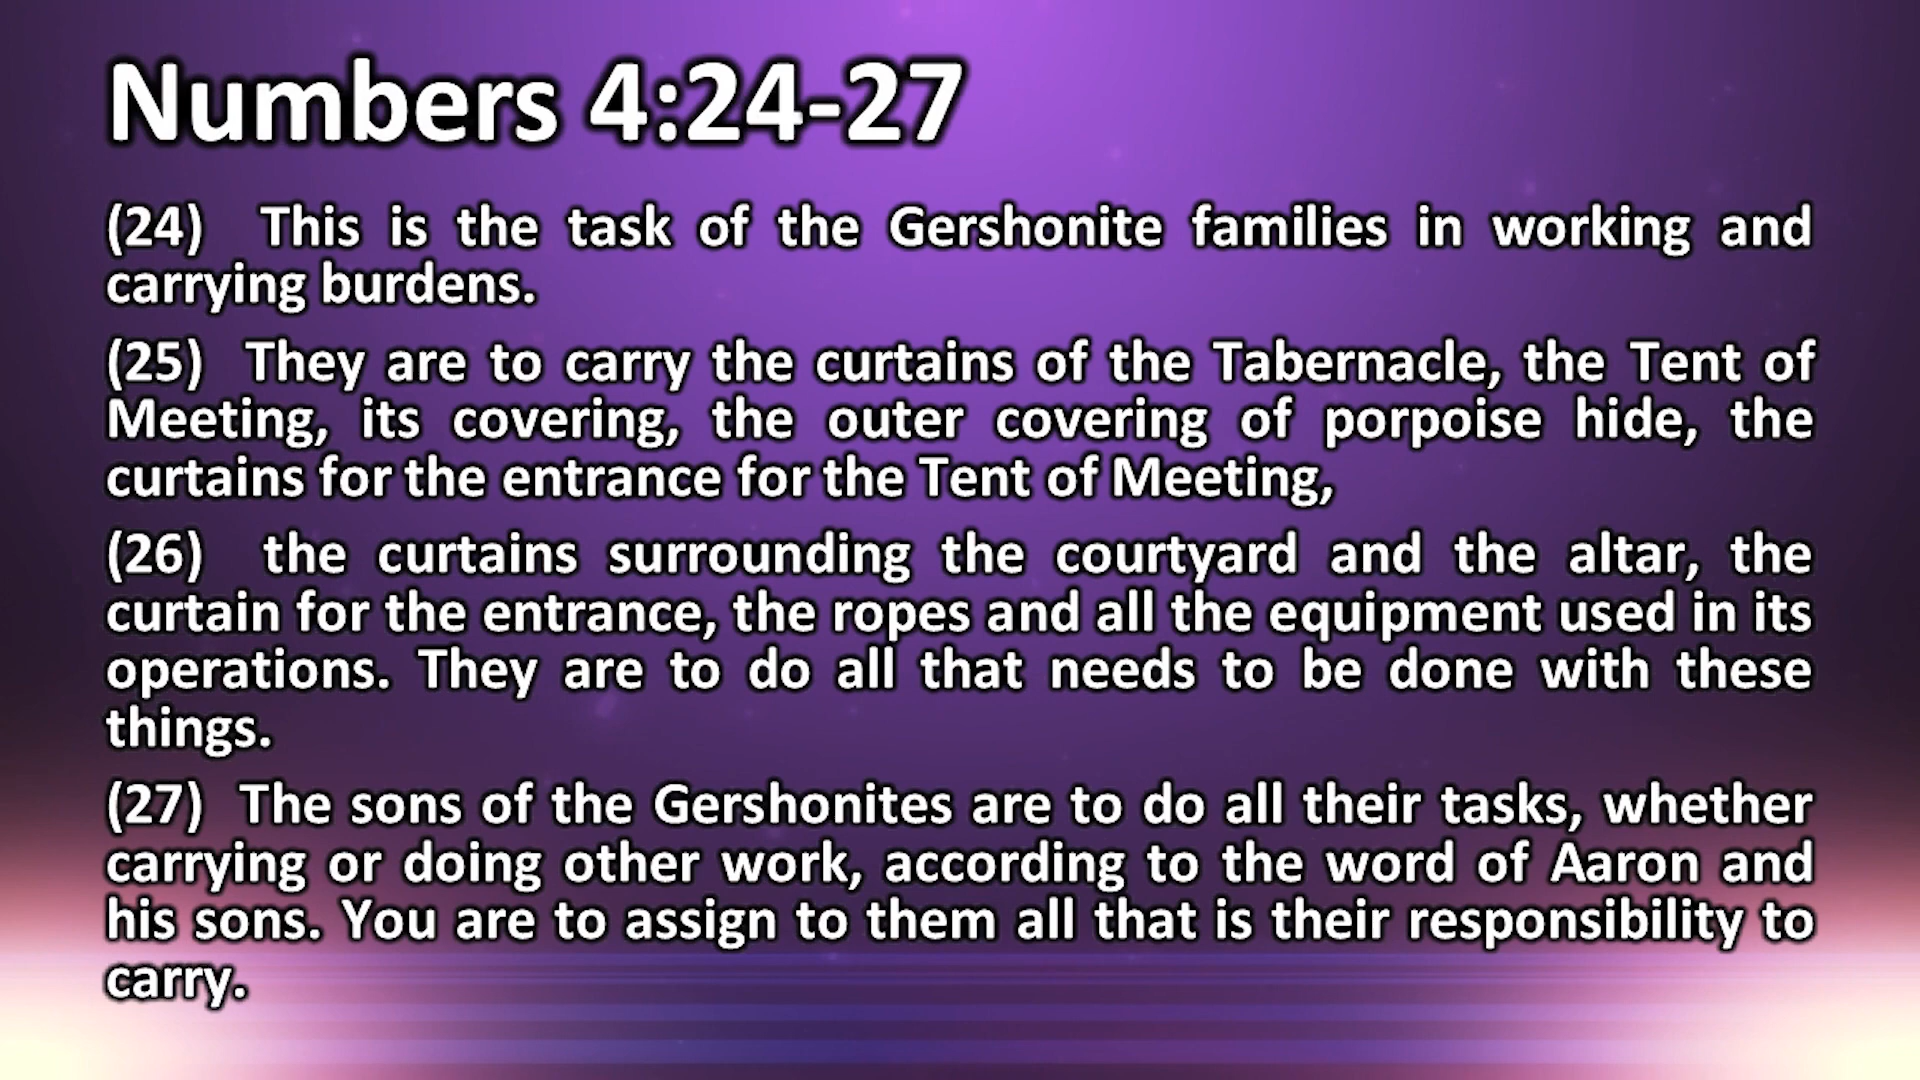 Numbers 4:24-27
(24) This is the task of the Gershonite families in working and
carrying burdens.
(25) They are to carry the curtains of the Tabernacle, the Tent of
Meeting, its covering, the outer covering of porpoise hide, the
curtains for the entrance for the Tent of Meeting,
(26) the curtains surrounding the courtyard and the altar, the
curtain for the entrance, the ropes and all the equipment used in its
operations. They are to do all that needs to be done with these
things.
(27) The sons of the Gershonites are to do all their tasks, whether
carrying or doing other work, according to the word of Aaron and
his sons. You are to assign to them all that is their responsibility to
carry.